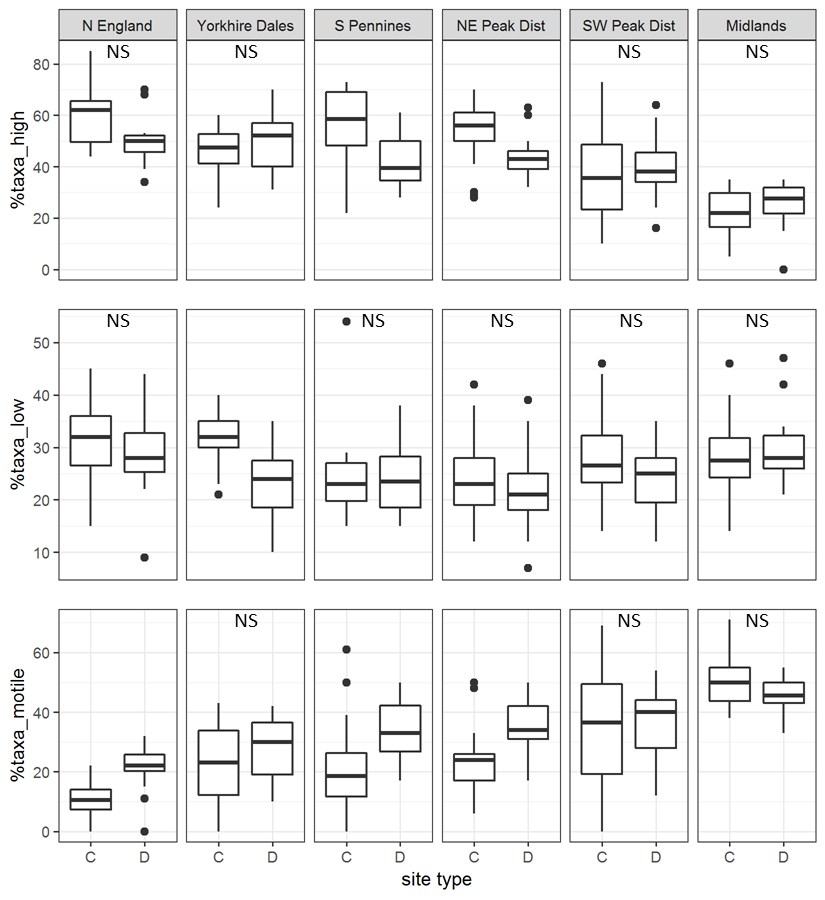 N England Yorkhire Dales S Pennines NE Peak Dist SW Peak Dist Midlands
NS NS NS NS
%taxa_high
80
60
40
20
0
NS NS NS NS NS
%taxa_low
50
40
30
20
10
NS NS NS
%taxa_motile
60
40
20
0
C D C D C D C D C D C D
site type